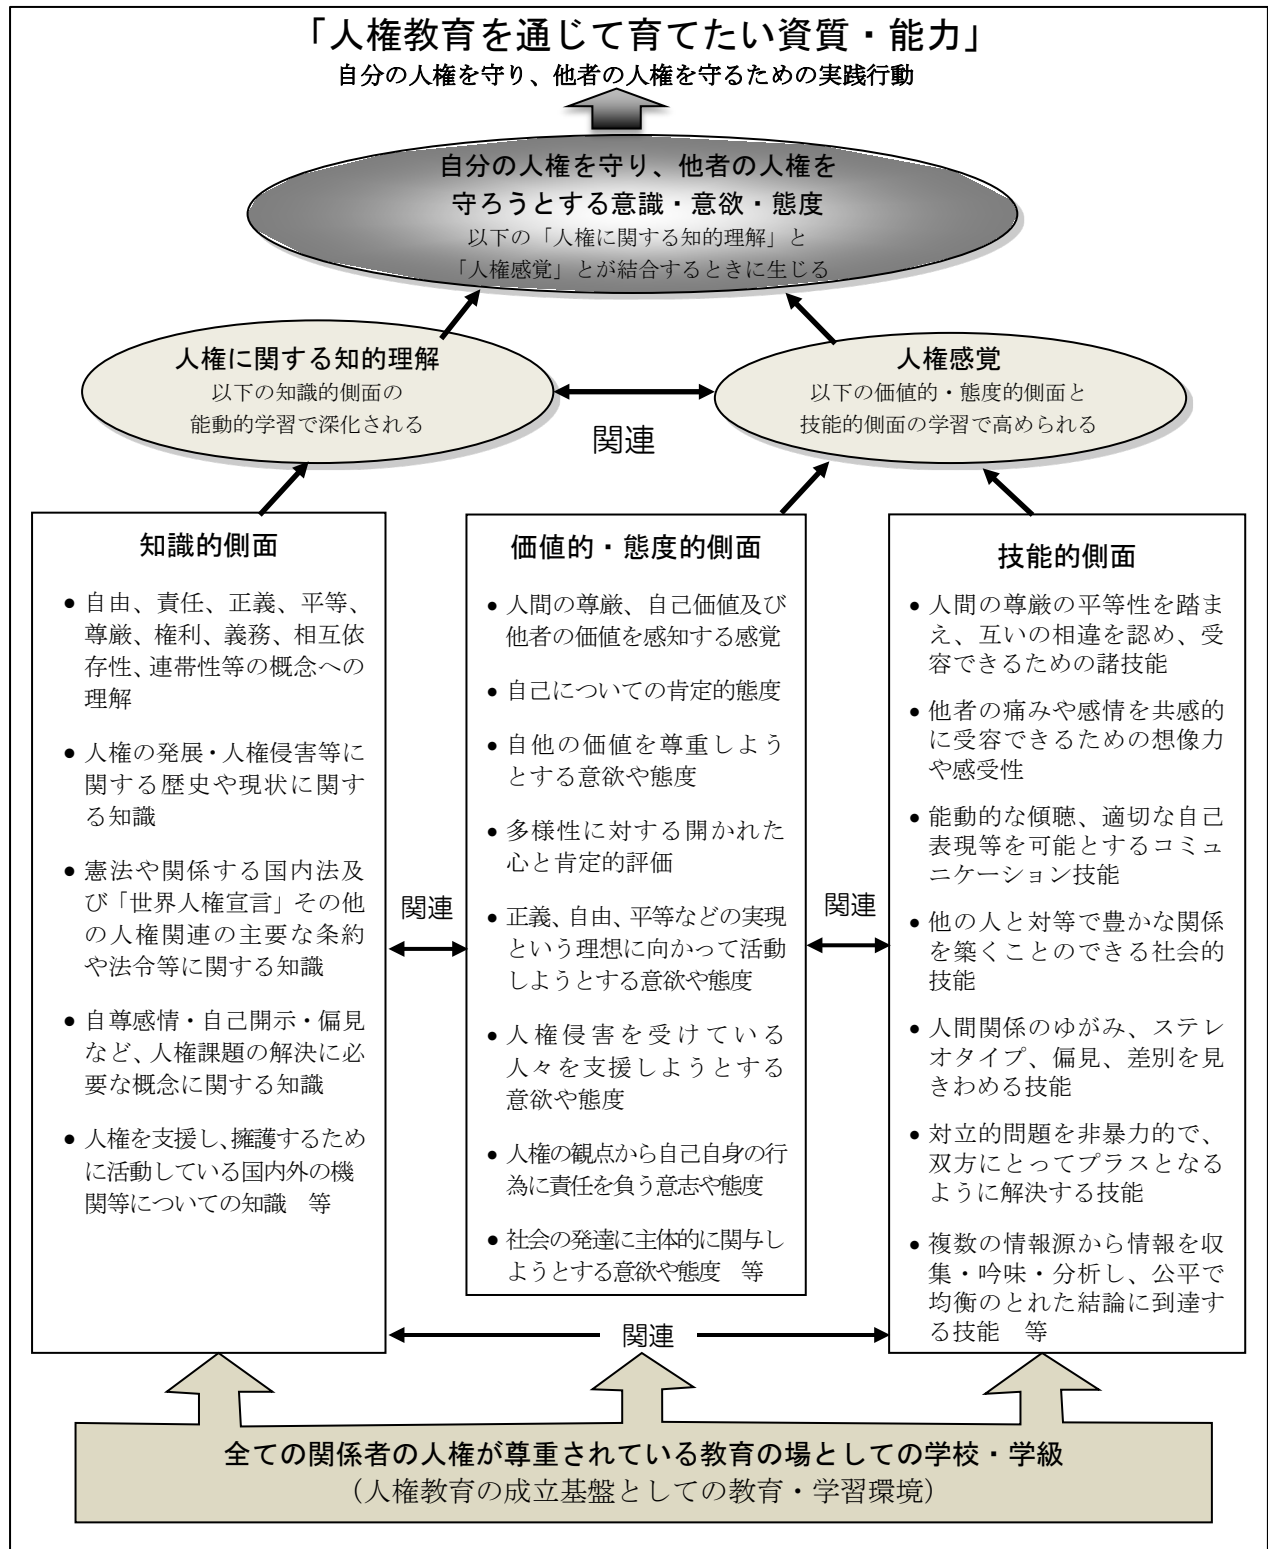 「人権教育を通じて育てたい資質・能力」
自分の人権を守り、他者の人権を守るための実践行動
自分の人権を守り、他者の人権を
守ろうとする意識・意欲・態度
以下の「人権に関する知的理解」と
「人権感覚」とが結合するときに生じる
人権に関する知的理解
以下の知識的側面の
能動的学習で深化される
関連
人権感覚
以下の価値的・態度的側面と
技能的側面の学習で高められる
知識的側面
● 自由、責任、正義、平等、
尊厳、権利、義務、相互依
存性、連帯性等の概念への
理解
● 人権の発展・人権侵害等に
関する歴史や現状に関す
る知識
● 憲法や関係する国内法及
び「世界人権宣言」その他
の人権関連の主要な条約
や法令等に関する知識
● 自尊感情・自己開示・偏見
など、人権課題の解決に必
要な概念に関する知識
● 人権を支援し、擁護するため
に活動している国内外の機
関等についての知識 等
関連
価値的・態度的側面
● 人間の尊厳、自己価値及び
他者の価値を感知する感覚
● 自己についての肯定的態度
● 自他の価値を尊重しよう
とする意欲や態度
● 多様性に対する開かれた
心と肯定的評価
● 正義、自由、平等などの実現
という理想に向かって活動
しようとする意欲や態度
● 人権侵害を受けている
人々を支援しようとする
意欲や態度
● 人権の観点から自己自身の行
為に責任を負う意志や態度
● 社会の発達に主体的に関与し
ようとする意欲や態度 等
関連
技能的側面
● 人間の尊厳の平等性を踏ま
え、互いの相違を認め、受
容できるための諸技能
● 他者の痛みや感情を共感的
に受容できるための想像力
や感受性
● 能動的な傾聴、適切な自己
表現等を可能とするコミュ
ニケーション技能
● 他の人と対等で豊かな関係
を築くことのできる社会的
技能
● 人間関係のゆがみ、ステレ
オタイプ、偏見、差別を見
きわめる技能
● 対立的問題を非暴力的で、
双方にとってプラスとなる
ように解決する技能
● 複数の情報源から情報を収
集・吟味・分析し、公平で
均衡のとれた結論に到達す
る技能 等
関連
全ての関係者の人権が尊重されている教育の場としての学校・学級
（人権教育の成立基盤としての教育・学習環境）